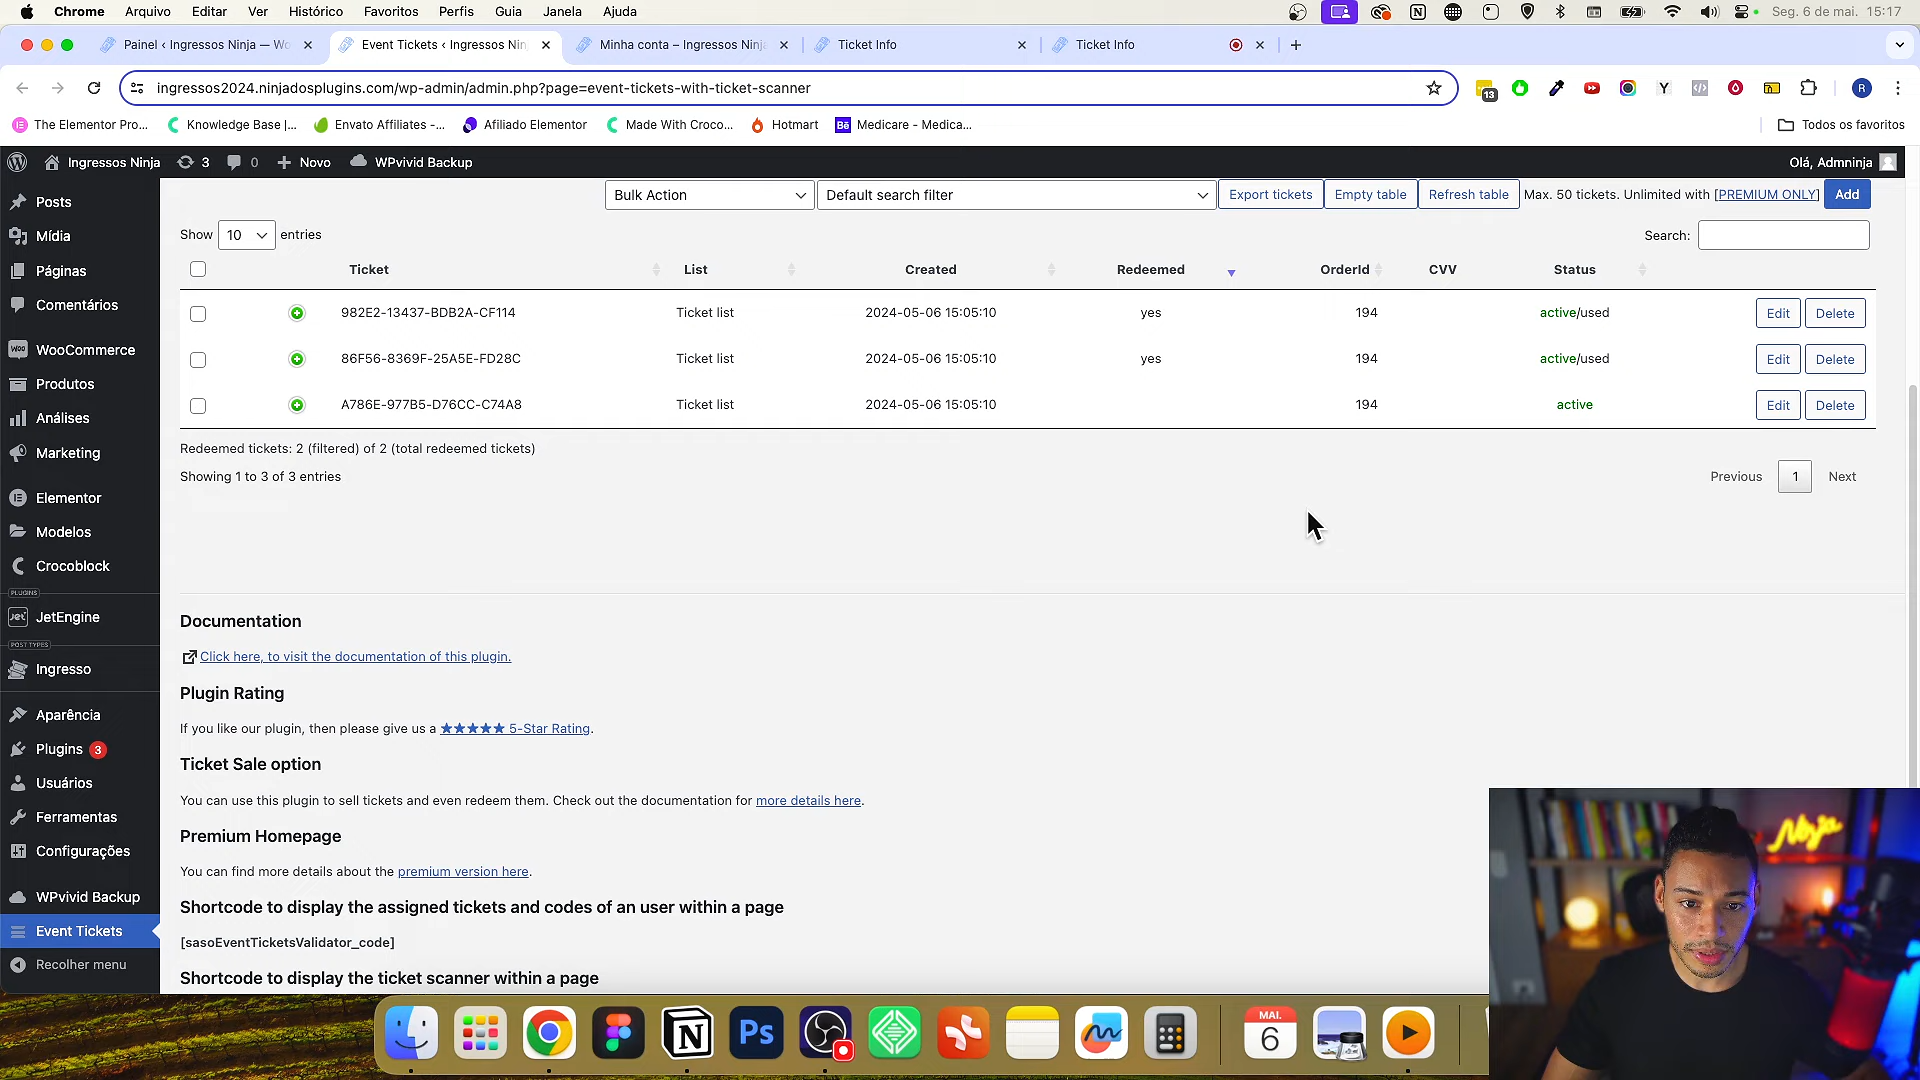 Chrome Arquivo Editar Ver Histórico Favoritos Perfis Guia Janela Ajuda Seg. 6 de mai. 15:17
Painel ‹ Ingressos Ninja — Wo
Event Tickets ‹ Ingressos Nin
Minha conta – Ingressos Ninja
Ticket Info
Ticket Info
ingressos2024.ninjadosplugins.com/wp-admin/admin.php?page=event-tickets-with-ticket-scanner
13
Y
R
The Elementor Pro... Knowledge Base |... Envato Affiliates -... Afiliado Elementor Made With Croco... Hotmart Bē Medicare - Medica... Todos os favoritos
Ingressos Ninja 3 0 Novo WPvivid Backup Olá, Admninja
Posts
Mídia
Páginas
Comentários
Woo WooCommerce
Produtos
Análises
Marketing
Elementor
Modelos
Crocoblock
PLUGINS
Jet JetEngine
POST TYPES
Ingresso
Aparência
Plugins 3
Usuários
Ferramentas
Configurações
WPvivid Backup
Event Tickets
Recolher menu
Bulk Action Default search filter Export tickets Empty table Refresh table Max. 50 tickets. Unlimited with [PREMIUM ONLY] Add
Show 10 entries Search:
Ticket List Created Redeemed OrderId CVV Status
982E2-13437-BDB2A-CF114 Ticket list 2024-05-06 15:05:10 yes 194 active/used Edit Delete
86F56-8369F-25A5E-FD28C Ticket list 2024-05-06 15:05:10 yes 194 active/used Edit Delete
A786E-977B5-D76CC-C74A8 Ticket list 2024-05-06 15:05:10 194 active Edit Delete
Redeemed tickets: 2 (filtered) of 2 (total redeemed tickets)
Showing 1 to 3 of 3 entries Previous 1 Next
Documentation
Click here, to visit the documentation of this plugin.
Plugin Rating
If you like our plugin, then please give us a ★★★★★ 5-Star Rating.
Ticket Sale option
You can use this plugin to sell tickets and even redeem them. Check out the documentation for more details here.
Premium Homepage
You can find more details about the premium version here.
Shortcode to display the assigned tickets and codes of an user within a page
[sasoEventTicketsValidator_code]
Shortcode to display the ticket scanner within a page
Ninja
Ps
MAI.
6